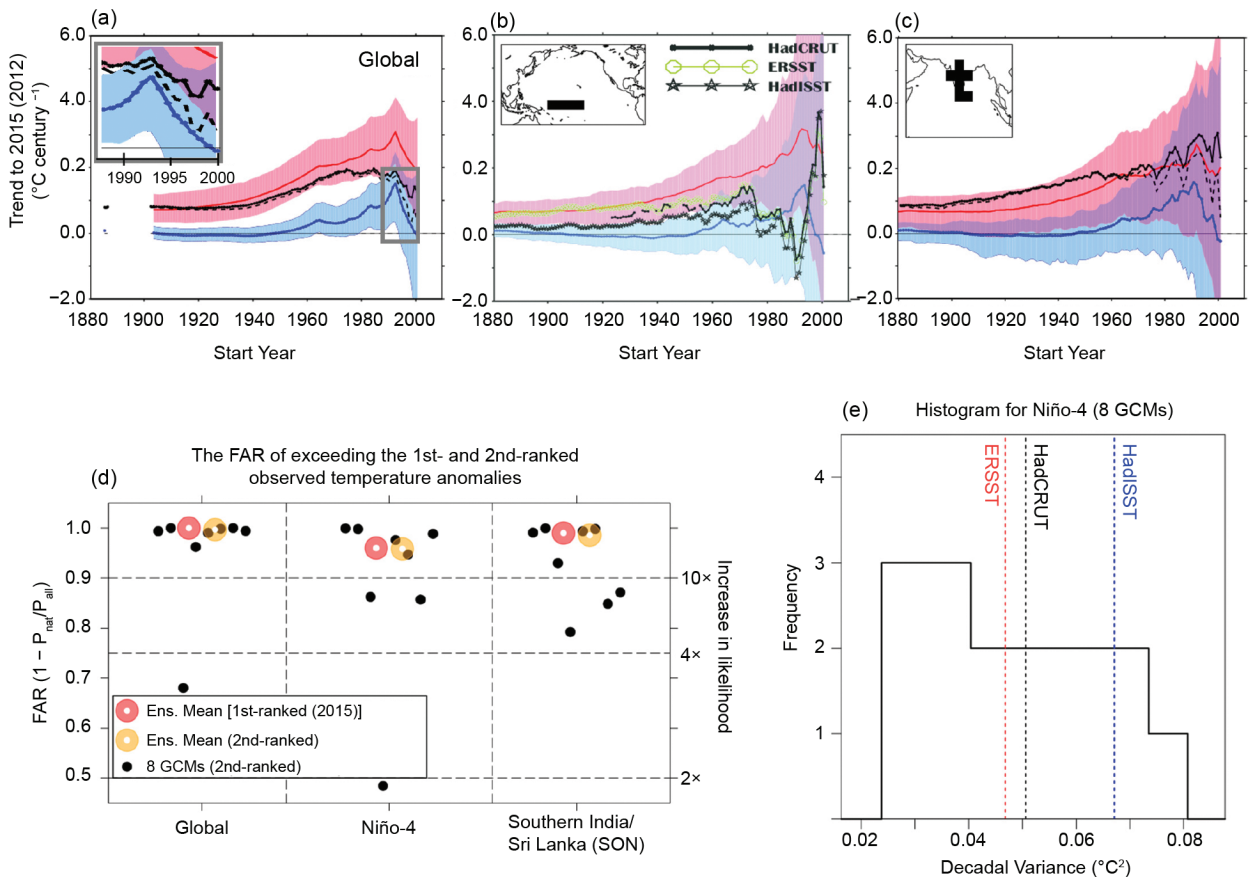 (a)
6.0
4.0
0.2
0.0
−2.0
Trend to 2015 (2012)
(°C century ⁻¹)
Global
1990 1995 2000
1880 1900 1920 1940 1960 1980 2000
Start Year
(b)
6.0
4.0
0.2
0.0
−2.0
HadCRUT
ERSST
HadISST
1880 1900 1920 1940 1960 1980 2000
Start Year
(c)
6.0
4.0
0.2
0.0
−2.0
1880 1900 1920 1940 1960 1980 2000
Start Year
(d)
The FAR of exceeding the 1st- and 2nd-ranked
observed temperature anomalies
FAR (1 − Pnat/Pall)
1.0
0.9
0.8
0.7
0.6
0.5
10×
4×
2×
Increase in likelihood
Ens. Mean [1st-ranked (2015)]
Ens. Mean (2nd-ranked)
8 GCMs (2nd-ranked)
Global
Niño-4
Southern India/
Sri Lanka (SON)
(e)
Histogram for Niño-4 (8 GCMs)
Frequency
4
3
2
1
ERSST
HadCRUT
HadISST
0.02 0.04 0.06 0.08
Decadal Variance (°C²)